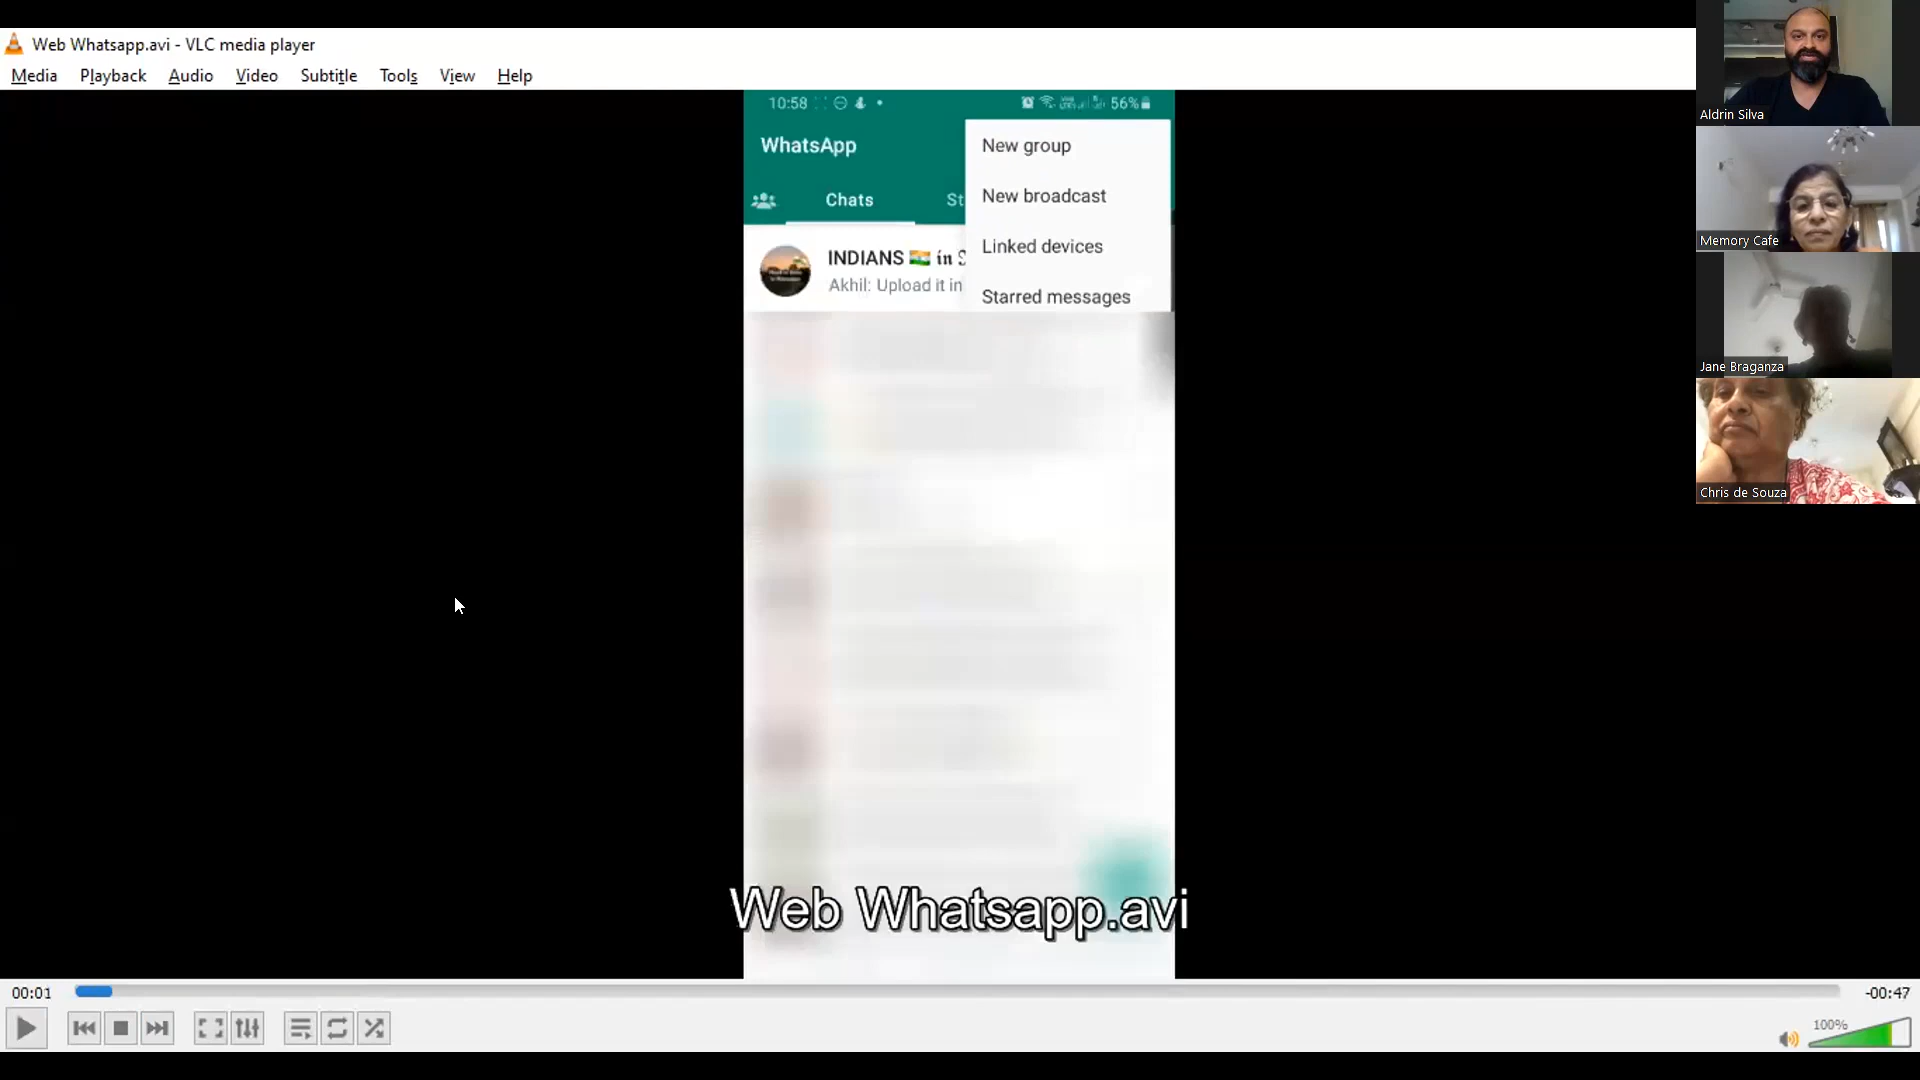 Web Whatsapp.avi - VLC media player
Media Playback Audio Video Subtitle Tools View Help
10:58
56%
WhatsApp
Chats
St
New group
New broadcast
Linked devices
Starred messages
INDIANS 🇮🇳 in S
Akhil: Upload it in
Web Whatsapp.avi
00:01
-00:47
100%
Aldrin Silva
Memory Cafe
Jane Braganza
Chris de Souza